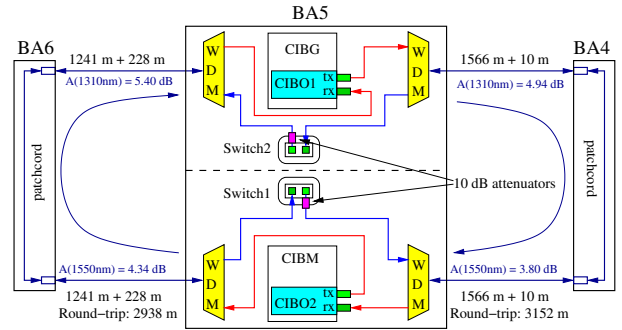 BA5
BA6
BA4
1241 m + 228 m
1566 m + 10 m
A(1310nm) = 5.40 dB
A(1310nm) = 4.94 dB
W
D
M
CIBG
CIBO1
tx
rx
W
D
M
Switch2
patchcord
patchcord
10 dB attenuators
Switch1
W
D
M
CIBM
CIBO2
tx
rx
W
D
M
A(1550nm) = 4.34 dB
A(1550nm) = 3.80 dB
1241 m + 228 m
Round−trip: 2938 m
1566 m + 10 m
Round−trip: 3152 m